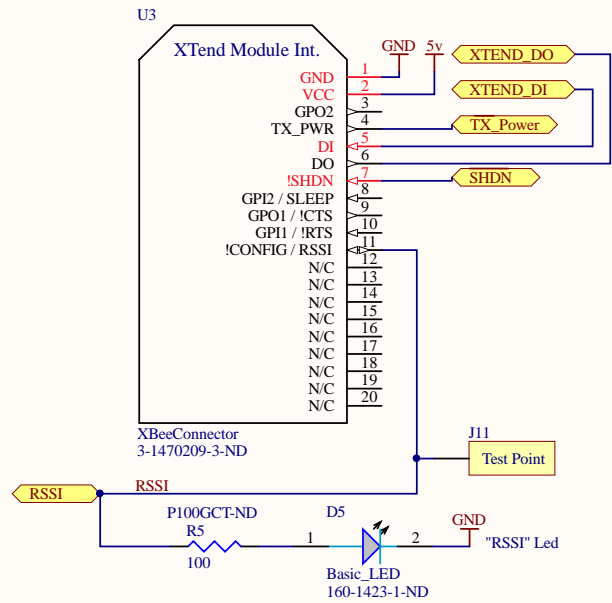 U3
XTend Module Int.
GND
5v
XTEND_DO
XTEND_DI
TX_Power
SHDN
GND 1
VCC 2
GPO2 3
TX_PWR 4
DI 5
DO 6
!SHDN 7
GPI2 / SLEEP 8
GPO1 / !CTS 9
GPI1 / !RTS 10
!CONFIG / RSSI 11
N/C 12
N/C 13
N/C 14
N/C 15
N/C 16
N/C 17
N/C 18
N/C 19
N/C 20
XBeeConnector
3-1470209-3-ND
J11
Test Point
RSSI
RSSI
P100GCT-ND
R5
100
D5
1
2
GND
"RSSI" Led
Basic_LED
160-1423-1-ND